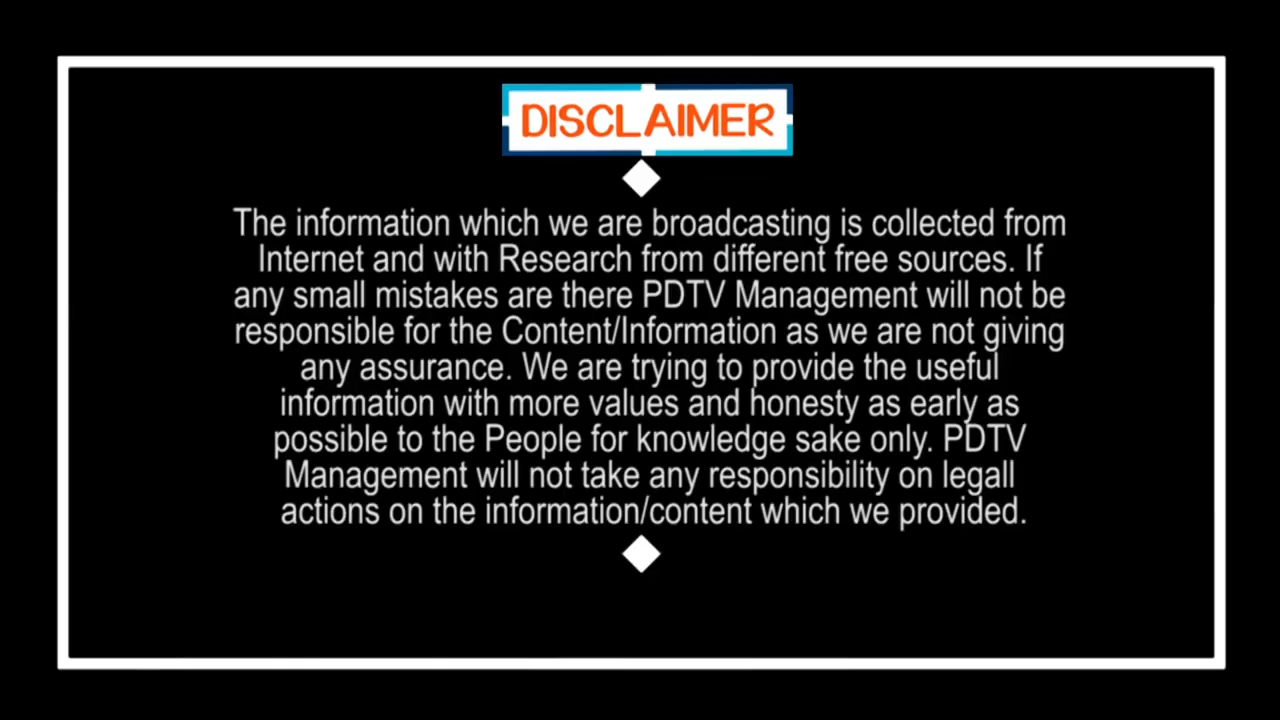 DISCLAIMER
The information which we are broadcasting is collected from
Internet and with Research from different free sources. If
any small mistakes are there PDTV Management will not be
responsible for the Content/Information as we are not giving
any assurance. We are trying to provide the useful
information with more values and honesty as early as
possible to the People for knowledge sake only. PDTV
Management will not take any responsibility on legall
actions on the information/content which we provided.